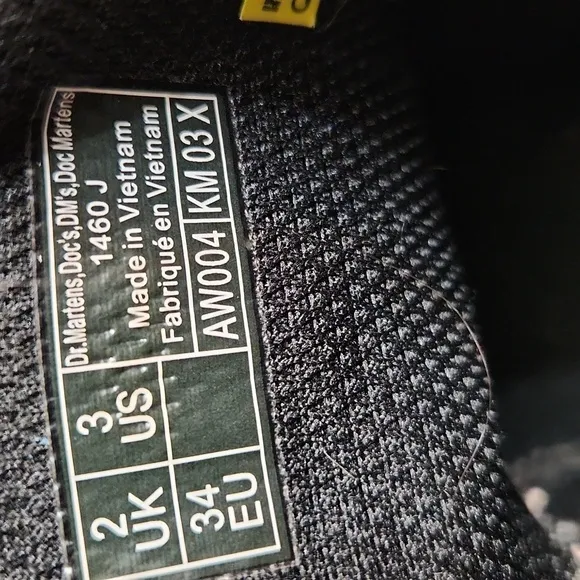 Dr.Martens,Doc's,DM's,Doc Martens
1460 J
Made in Vietnam
Fabriqué en Vietnam
AW004 KM 03 X
3
US
2
UK
34
EU